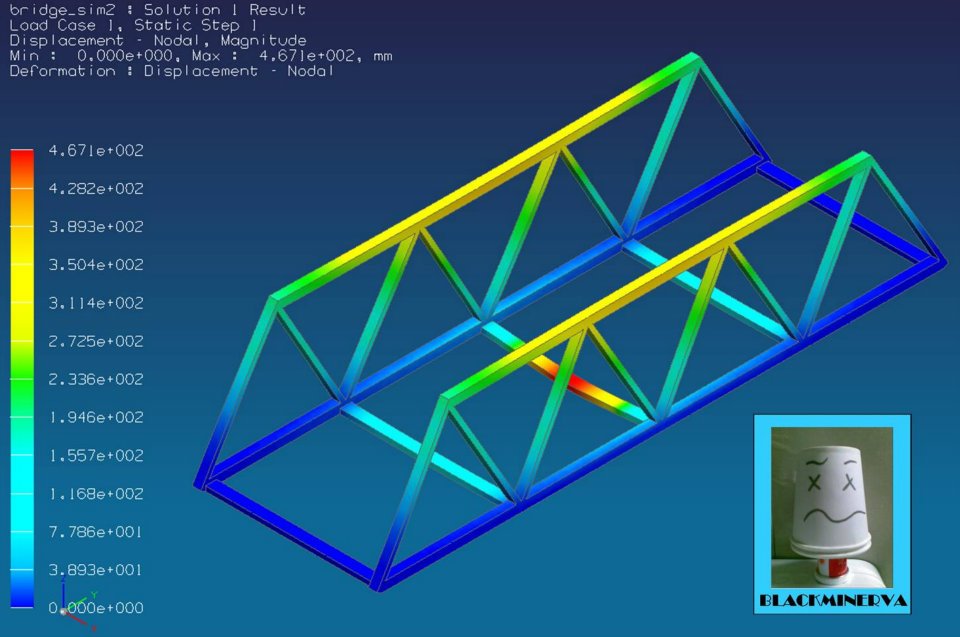 bridge_sim2 : Solution 1 Result
Load Case 1, Static Step 1
Displacement - Nodal, Magnitude
Min : 0.000e+000, Max : 4.671e+002, mm
Deformation : Displacement - Nodal
4.671e+002
4.282e+002
3.893e+002
3.504e+002
3.114e+002
2.725e+002
2.336e+002
1.946e+002
1.557e+002
1.168e+002
7.786e+001
3.893e+001
0.000e+000
Z
Y
X
BLACKMINERVA